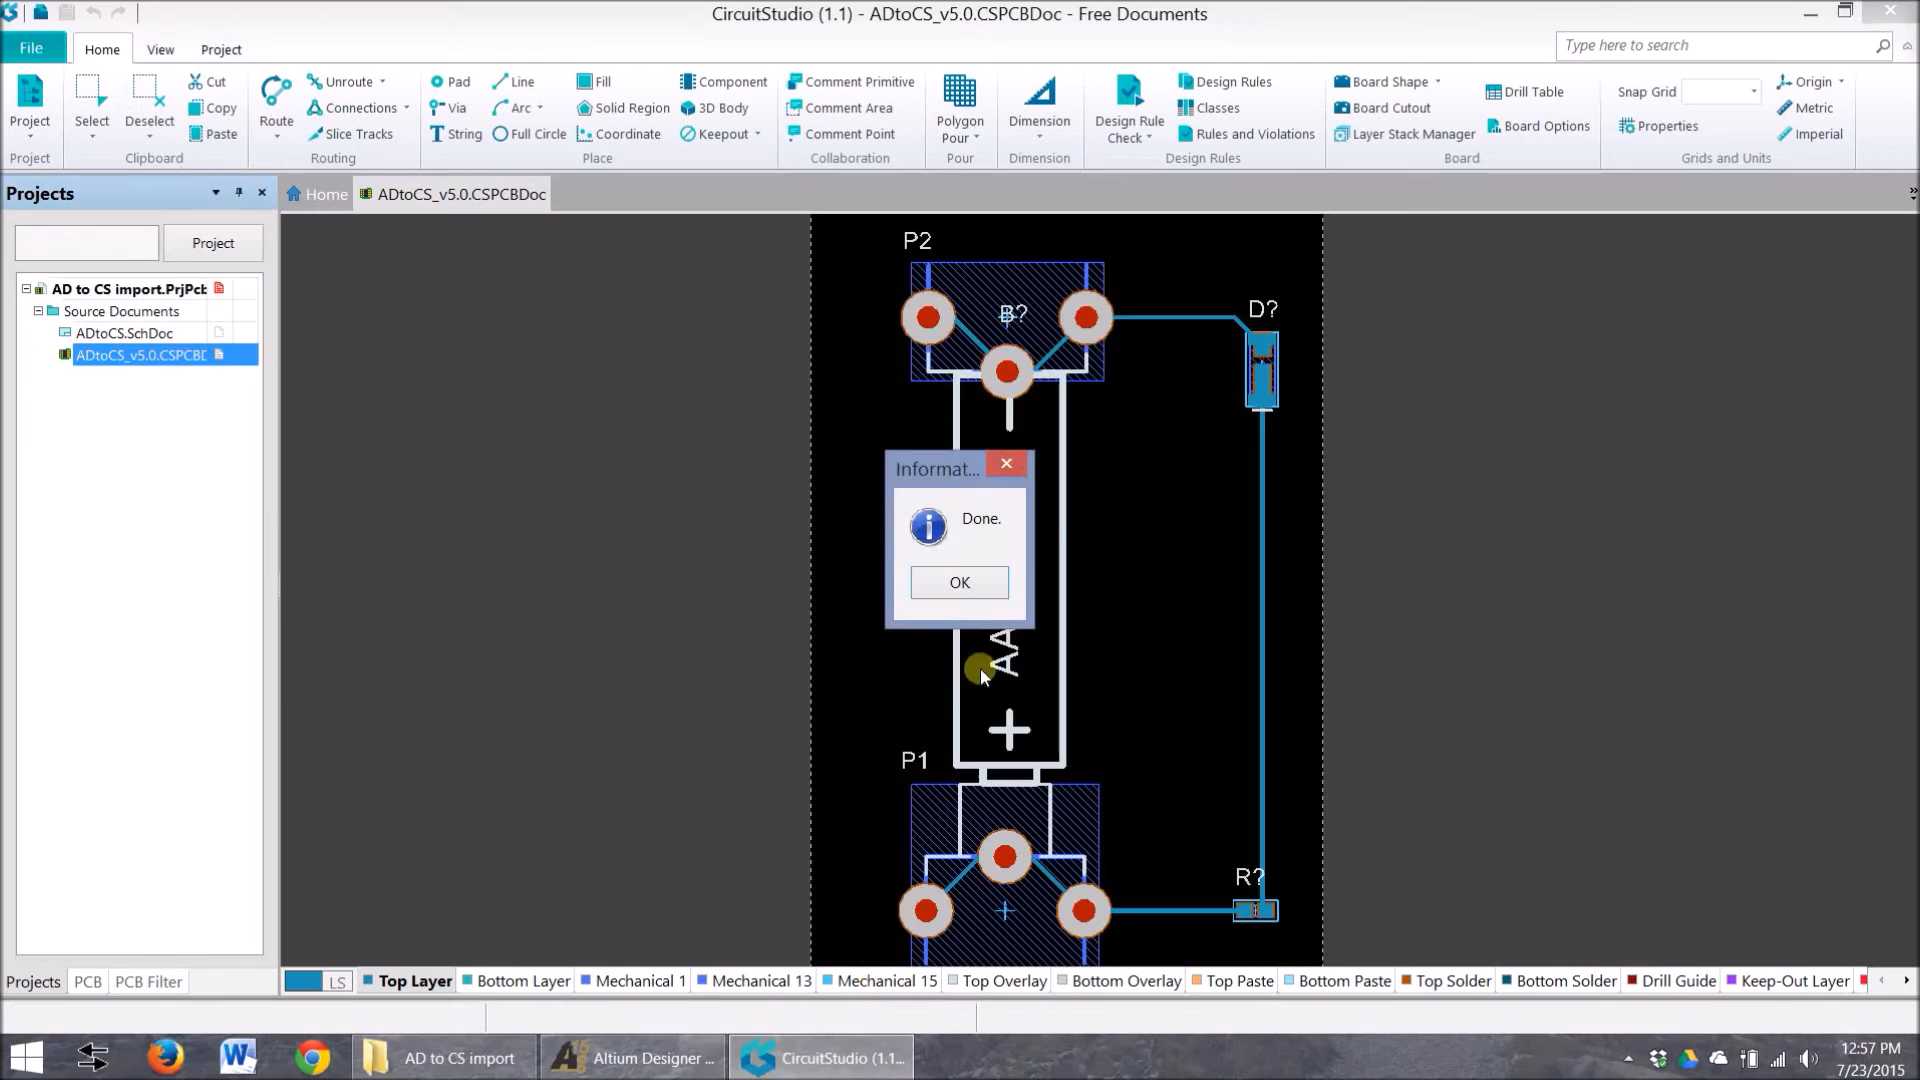 CircuitStudio (1.1) - ADtoCS_v5.0.CSPCBDoc - Free Documents
File
Home
View
Project
Type here to search
Project
Select
Deselect
Cut
Copy
Paste
Route
Unroute
Connections
Slice Tracks
Pad
Via
String
Line
Arc
Full Circle
Fill
Solid Region
Coordinate
Component
3D Body
Keepout
Comment Primitive
Comment Area
Comment Point
Polygon
Pour
Dimension
Design Rule
Check
Design Rules
Classes
Rules and Violations
Board Shape
Board Cutout
Layer Stack Manager
Drill Table
Board Options
Snap Grid
Properties
Origin
Metric
Imperial
Project
Clipboard
Routing
Place
Collaboration
Pour
Dimension
Design Rules
Board
Grids and Units
Projects
Home
ADtoCS_v5.0.CSPCBDoc
Project
AD to CS import.PrjPcb
Source Documents
ADtoCS.SchDoc
ADtoCS_v5.0.CSPCBD
P2
B?
D?
Informat...
Done.
OK
AA
+
P1
R?
Projects
PCB
PCB Filter
LS
Top Layer
Bottom Layer
Mechanical 1
Mechanical 13
Mechanical 15
Top Overlay
Bottom Overlay
Top Paste
Bottom Paste
Top Solder
Bottom Solder
Drill Guide
Keep-Out Layer
AD to CS import
Altium Designer ...
CircuitStudio (1.1...
12:57 PM
7/23/2015